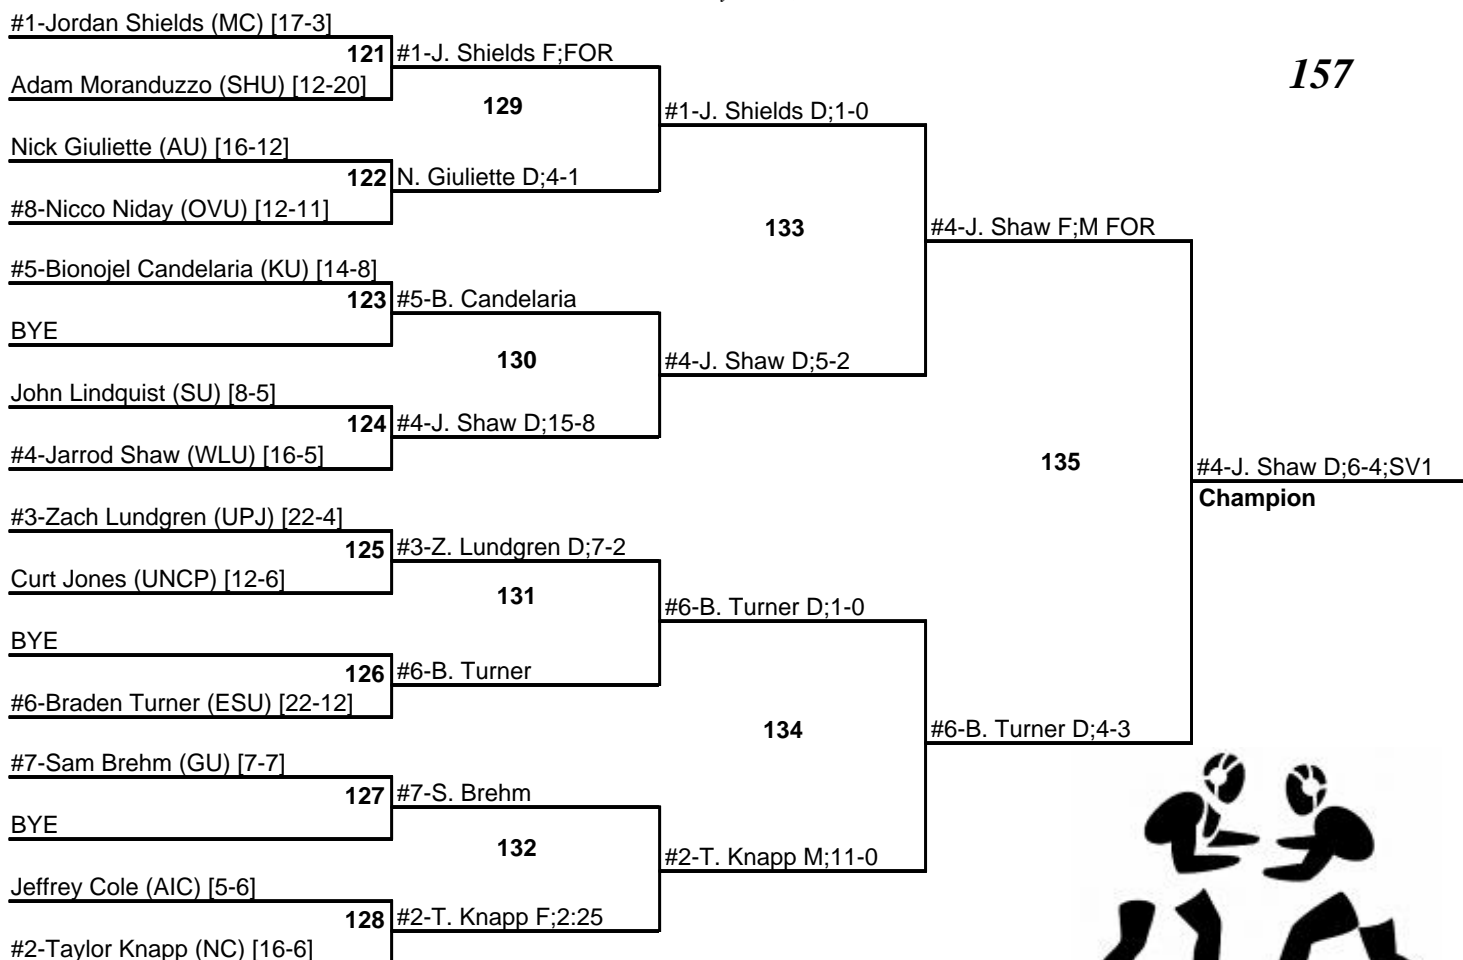 #1-Jordan Shields (MC) [17-3]
121 #1-J. Shields F;FOR
157
Adam Moranduzzo (SHU) [12-20]
129
#1-J. Shields D;1-0
Nick Giuliette (AU) [16-12]
122 N. Giuliette D;4-1
#8-Nicco Niday (OVU) [12-11]
133
#4-J. Shaw F;M FOR
#5-Bionojel Candelaria (KU) [14-8]
123 #5-B. Candelaria
BYE
130
#4-J. Shaw D;5-2
John Lindquist (SU) [8-5]
124 #4-J. Shaw D;15-8
#4-Jarrod Shaw (WLU) [16-5]
135
#4-J. Shaw D;6-4;SV1
Champion
#3-Zach Lundgren (UPJ) [22-4]
125 #3-Z. Lundgren D;7-2
Curt Jones (UNCP) [12-6]
131
#6-B. Turner D;1-0
BYE
126 #6-B. Turner
#6-Braden Turner (ESU) [22-12]
134
#6-B. Turner D;4-3
#7-Sam Brehm (GU) [7-7]
127 #7-S. Brehm
BYE
132
#2-T. Knapp M;11-0
Jeffrey Cole (AIC) [5-6]
128 #2-T. Knapp F;2:25
#2-Taylor Knapp (NC) [16-6]